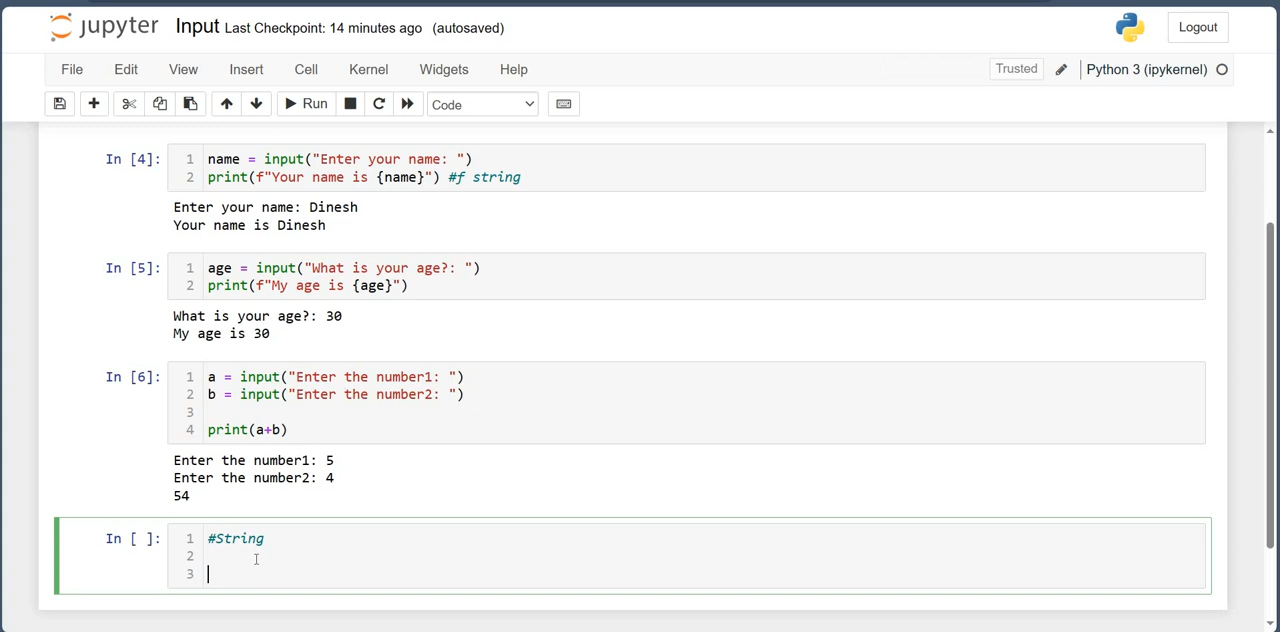 jupyter Input Last Checkpoint: 14 minutes ago (autosaved) Logout
File Edit View Insert Cell Kernel Widgets Help Trusted Python 3 (ipykernel)
Run Code
In [4]: 1 name = input("Enter your name: ")
2 print(f"Your name is {name}") #f string
Enter your name: Dinesh
Your name is Dinesh
In [5]: 1 age = input("What is your age?: ")
2 print(f"My age is {age}")
What is your age?: 30
My age is 30
In [6]: 1 a = input("Enter the number1: ")
2 b = input("Enter the number2: ")
3
4 print(a+b)
Enter the number1: 5
Enter the number2: 4
54
In [ ]: 1 #String
2
3